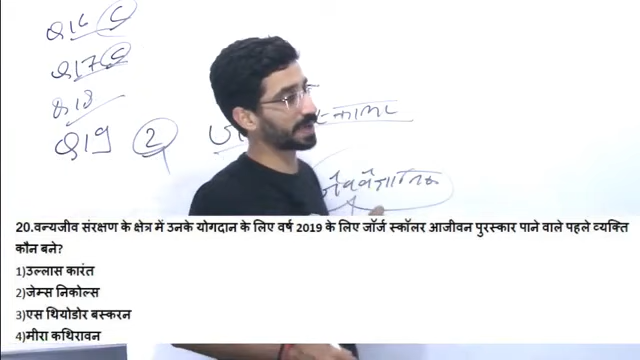 Q16 C
Q17 C
Q18
Q19 2
जीववैज्ञानिक
20.वन्यजीव संरक्षण के क्षेत्र में उनके योगदान के लिए वर्ष 2019 के लिए जॉर्ज स्कॉलर आजीवन पुरस्कार पाने वाले पहले व्यक्ति
कौन बने?
1)उल्लास कारंत
2)जेम्स निकोल्स
3)एस थियोडोर बस्करन
4)मीरा कथिरावन